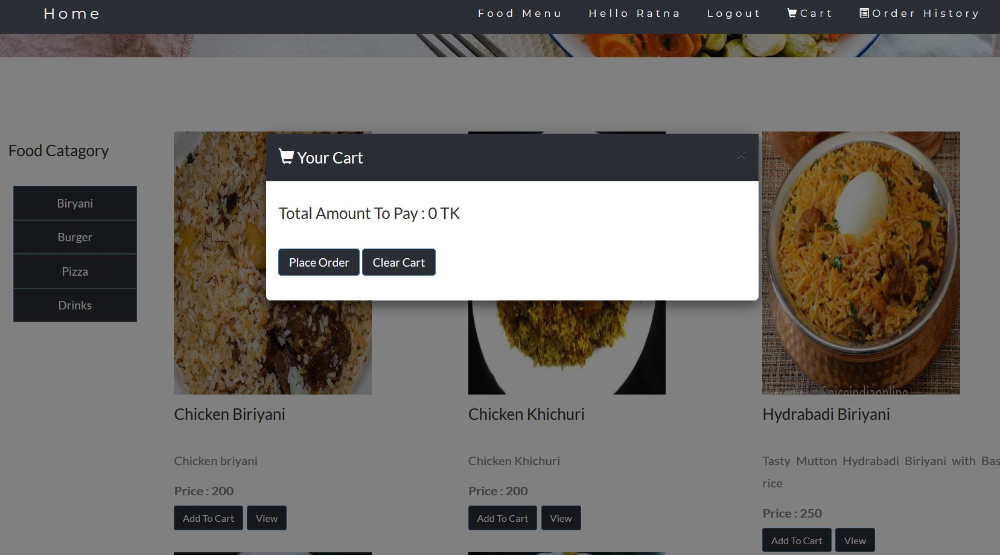 Home
Food Menu
Hello Ratna
Logout
Cart
Order History
Food Catagory
Biryani
Burger
Pizza
Drinks
Your Cart
×
Total Amount To Pay : 0 TK
Place Order
Clear Cart
© Spiceindiaonline
Chicken Biriyani
Chicken briyani
Price : 200
Add To Cart
View
Chicken Khichuri
Chicken Khichuri
Price : 200
Add To Cart
View
Hydrabadi Biriyani
Tasty Mutton Hydrabadi Biriyani with Bas
rice
Price : 250
Add To Cart
View